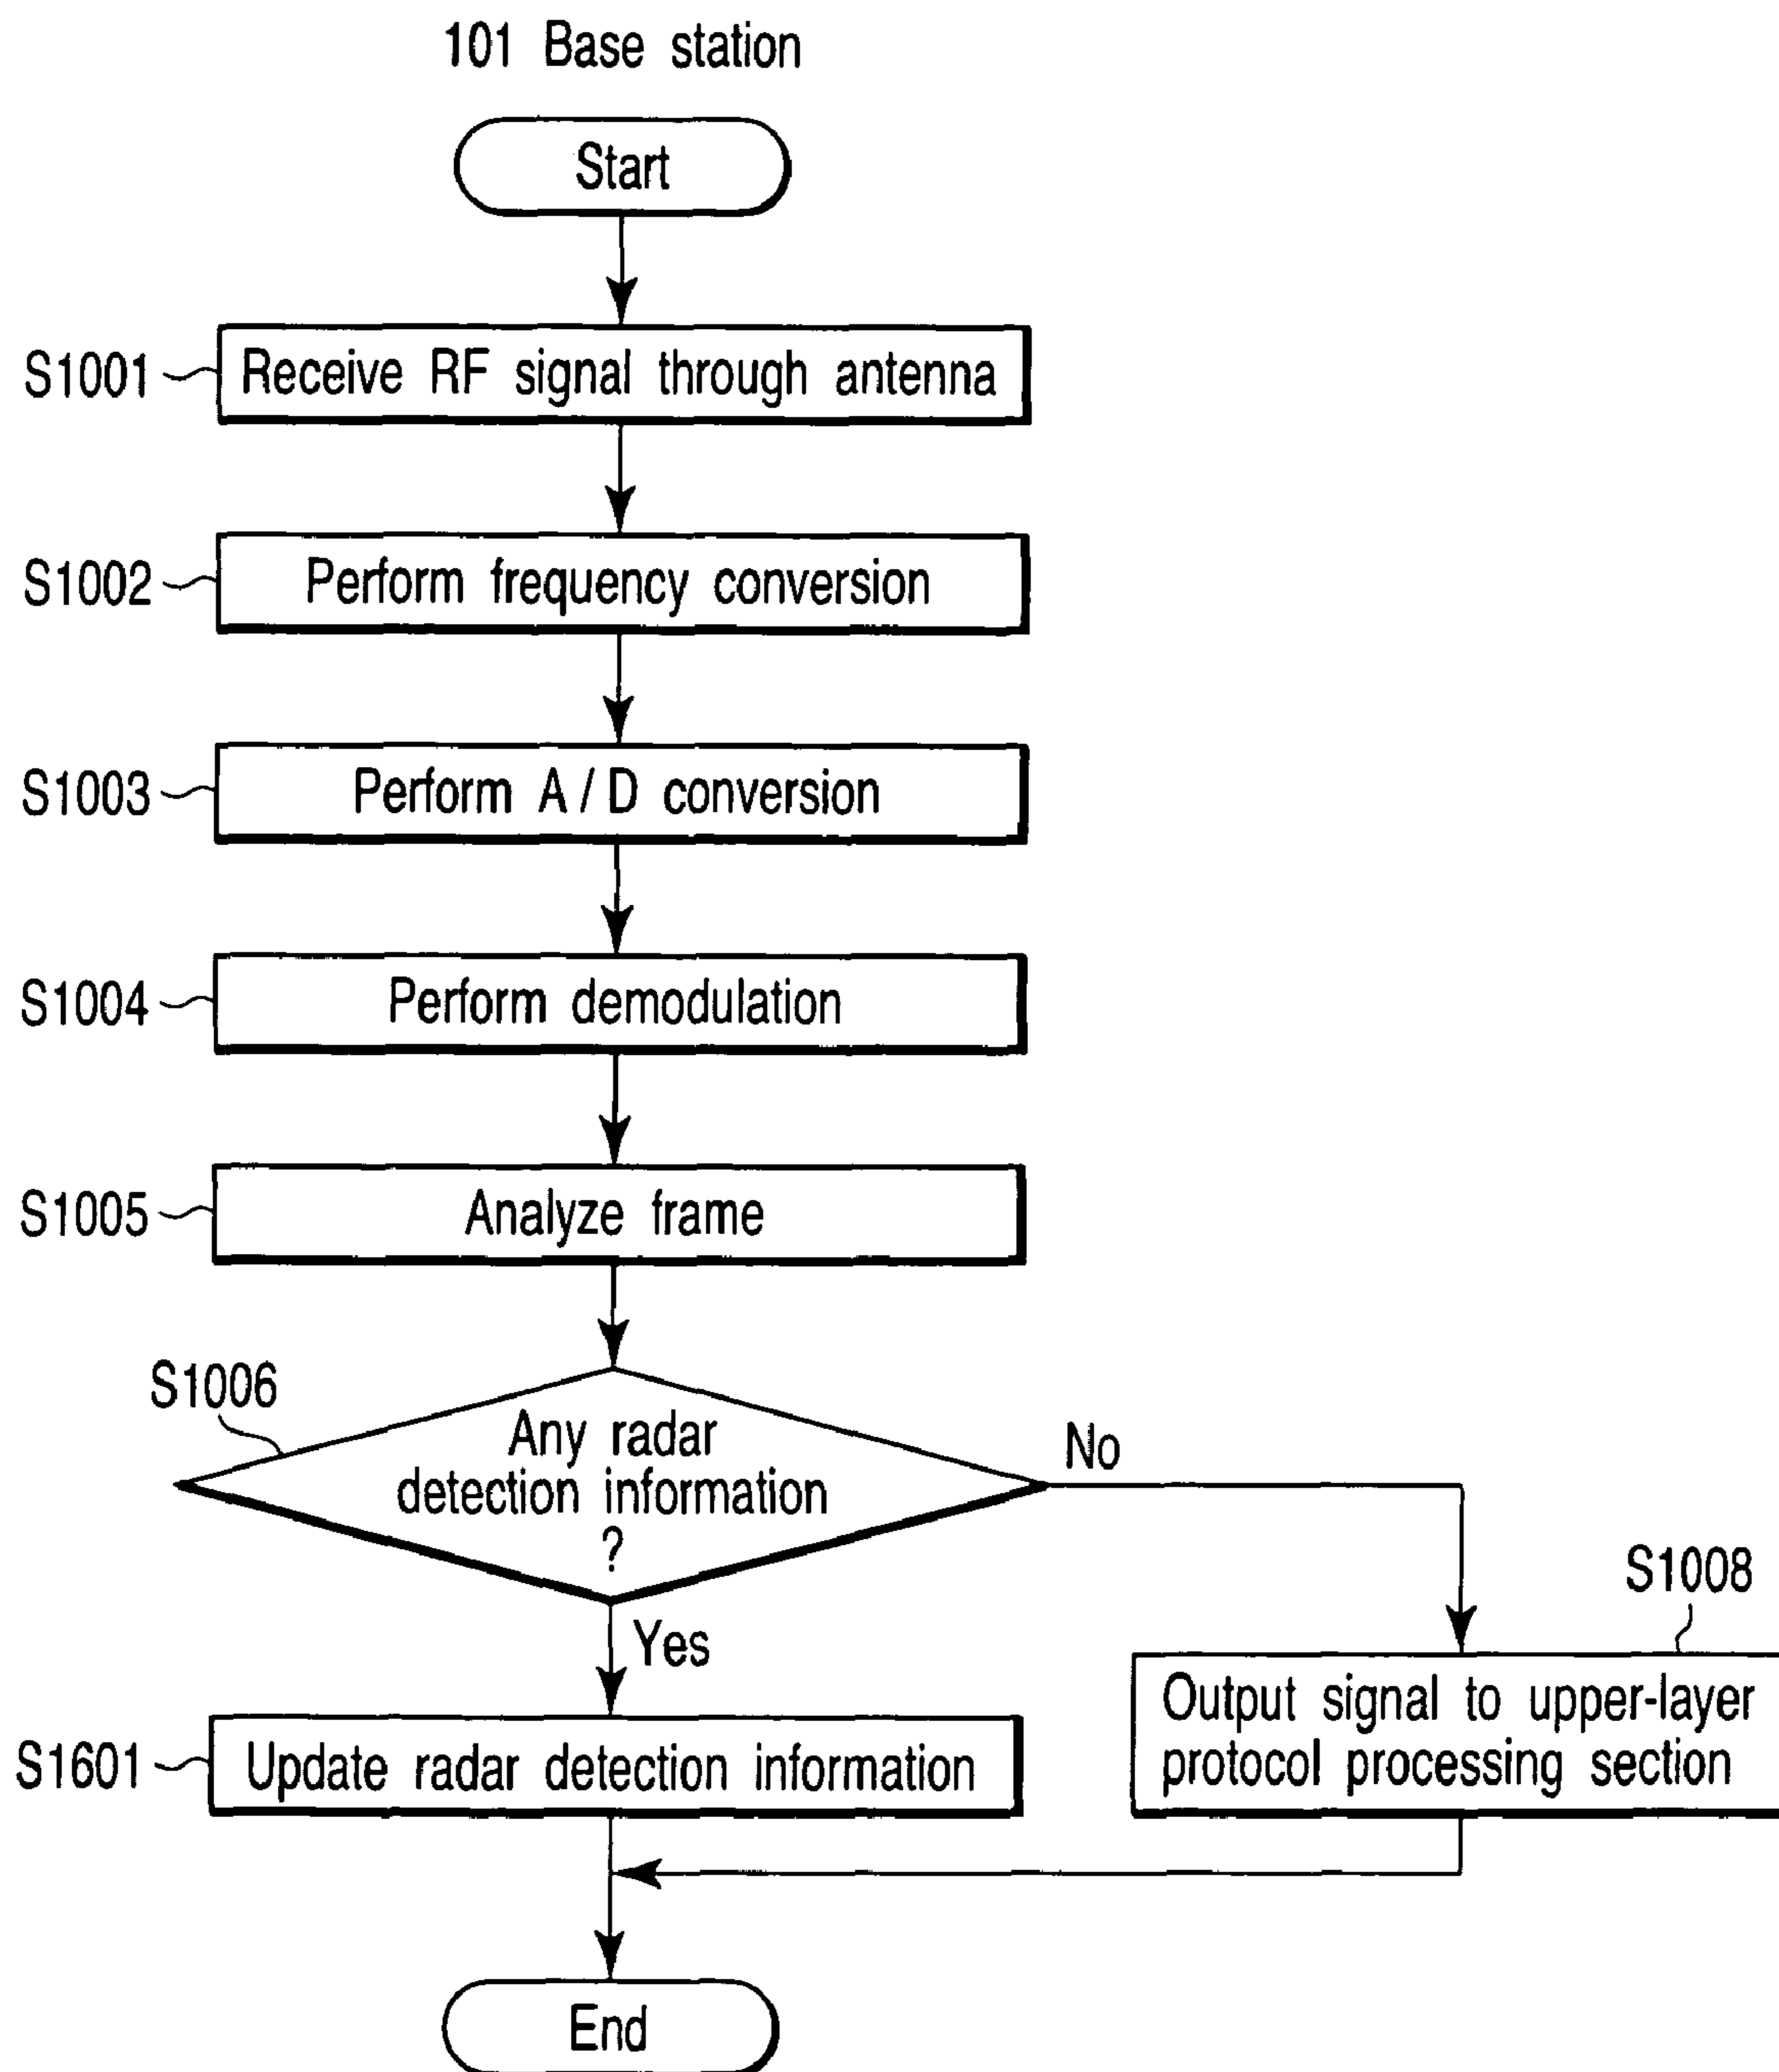 101 Base station
Start
S1001
Receive RF signal through antenna
S1002
Perform frequency conversion
S1003
Perform A/D conversion
S1004
Perform demodulation
S1005
Analyze frame
S1006
Any radar
detection information
?
No
Yes
S1008
Output signal to upper-layer
protocol processing section
S1601
Update radar detection information
End